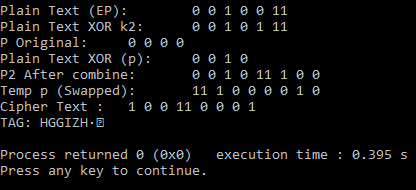 Plain Text (EP): 0 0 1 0 0 11
Plain Text XOR k2: 0 0 1 0 1 11
P Original: 0 0 0 0
Plain Text XOR (p): 0 0 1 0
P2 After combine: 0 0 1 0 11 1 0 0
Temp p (Swapped): 11 1 0 0 0 0 1 0
Cipher Text : 1 0 0 11 0 0 0 1
TAG: HGGIZH·
Process returned 0 (0x0) execution time : 0.395 s
Press any key to continue.